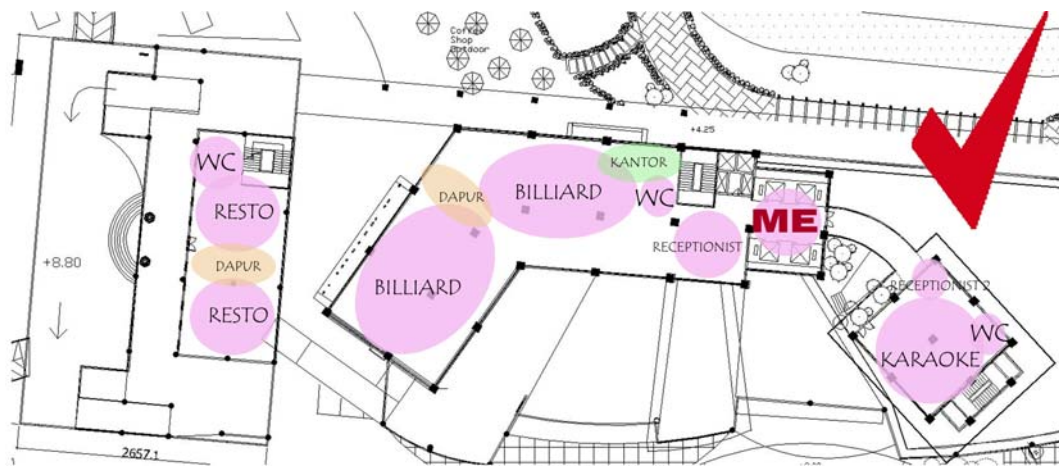 Coffee
Shop
Outdoor
+4.25
WC
RESTO
DAPUR
RESTO
+8.80
2657.1
DAPUR
BILLIARD
BILLIARD
KANTOR
WC
RECEPTIONIST
ME
RECEPTIONIST 2
WC
KARAOKE